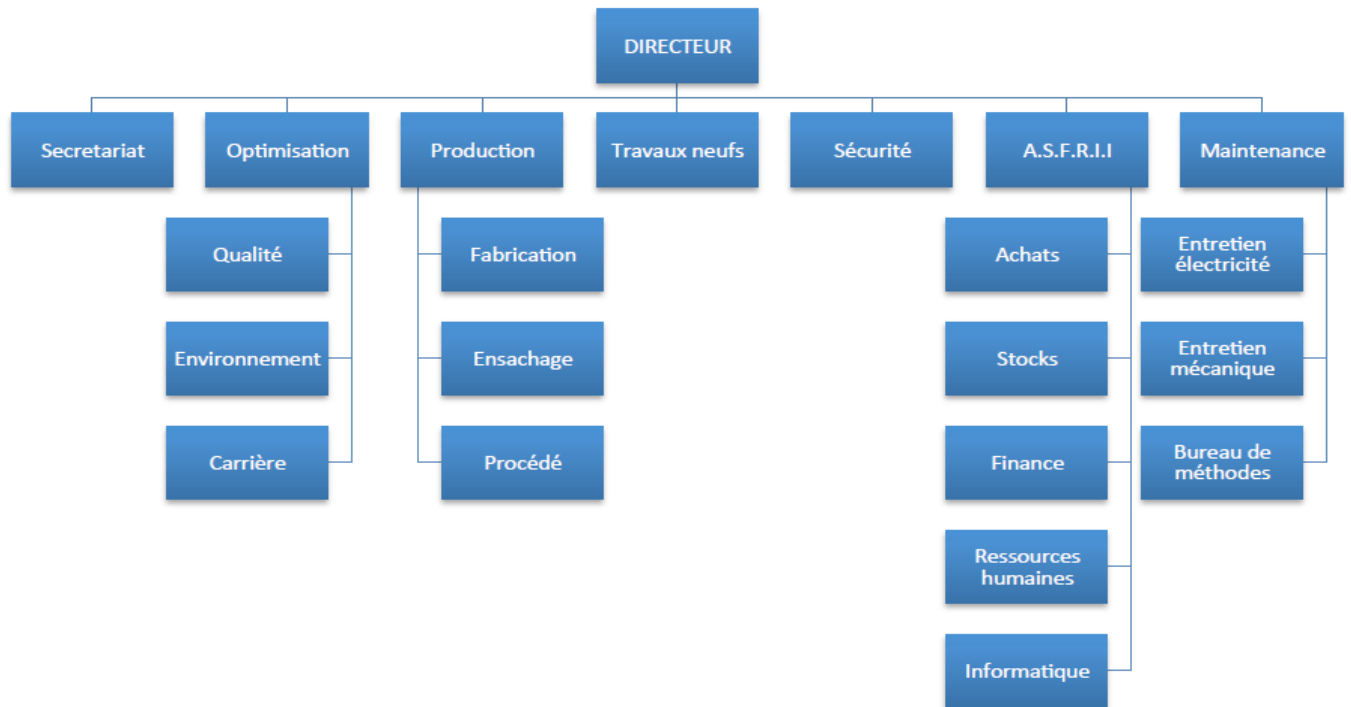 DIRECTEUR
Secretariat
Optimisation
Production
Travaux neufs
Sécurité
A.S.F.R.I.I
Maintenance
Qualité
Environnement
Carrière
Fabrication
Ensachage
Procédé
Achats
Stocks
Finance
Ressources
humaines
Informatique
Entretien
électricité
Entretien
mécanique
Bureau de
méthodes